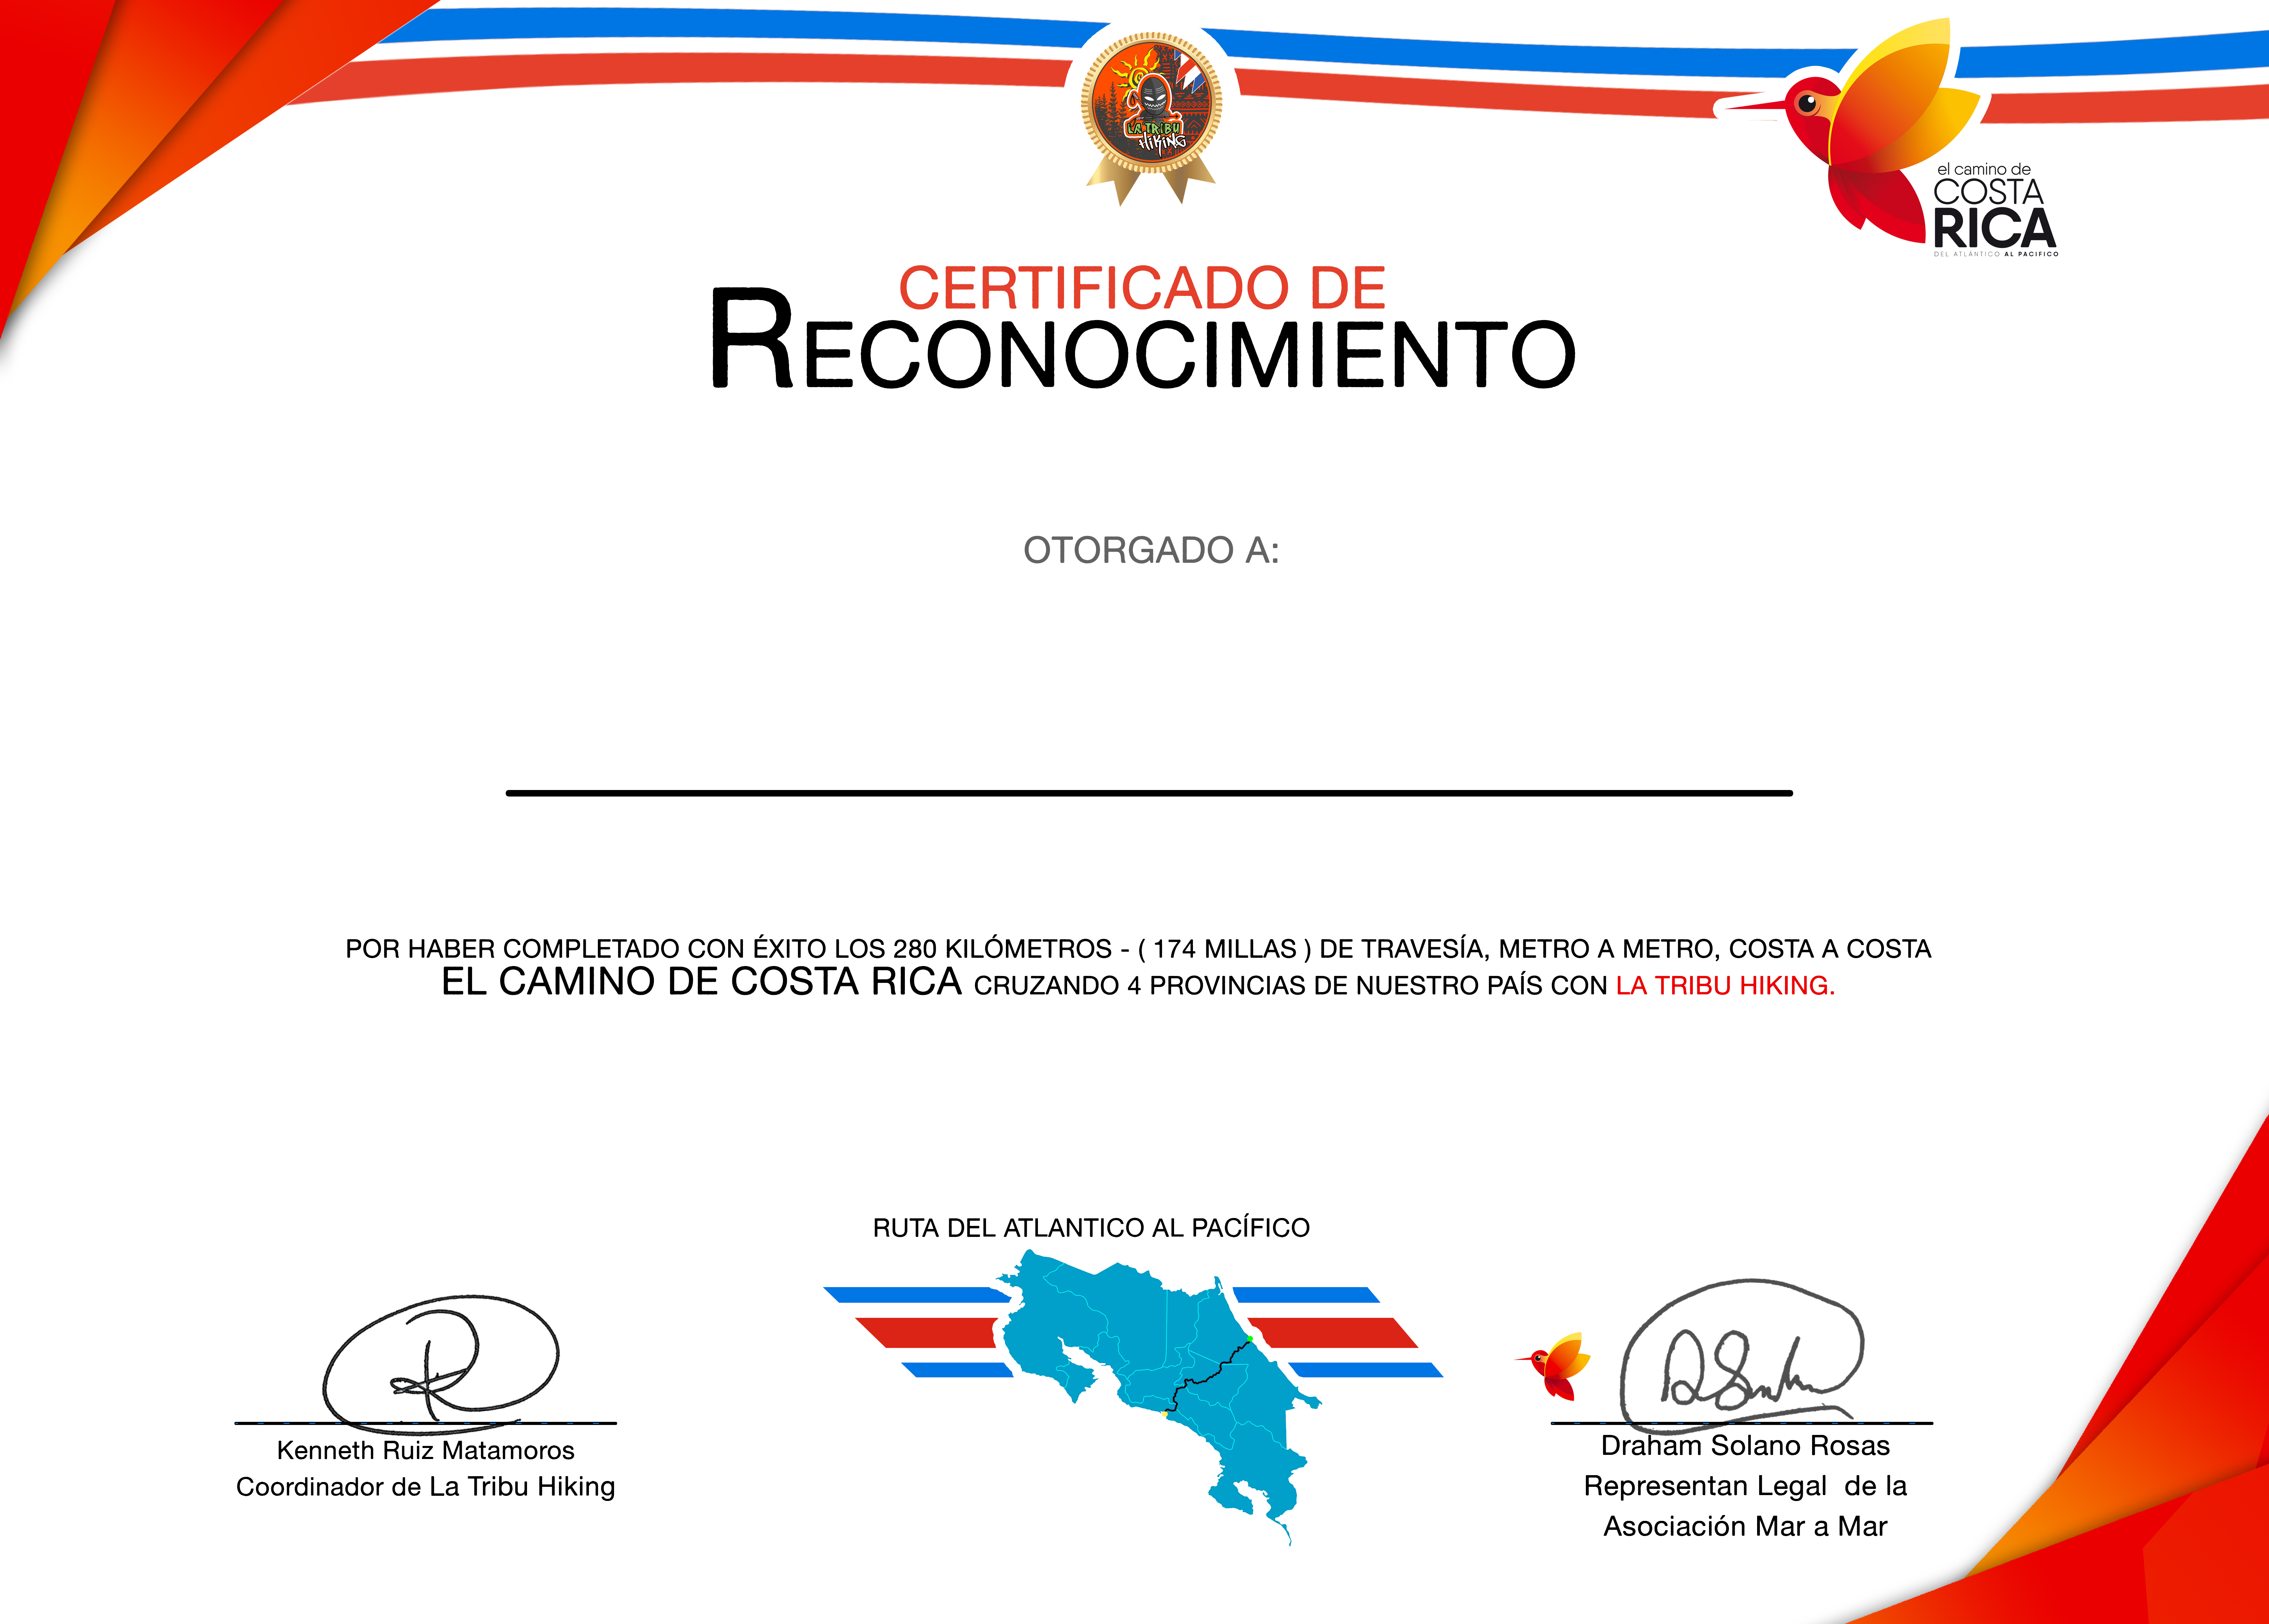 LA TRIBU
HiKiNG
el camino de
COSTA
RICA
DEL ATLANTICO AL PACIFICO
CERTIFICADO DE
RECONOCIMIENTO
OTORGADO A:
POR HABER COMPLETADO CON ÉXITO LOS 280 KILÓMETROS - ( 174 MILLAS ) DE TRAVESÍA, METRO A METRO, COSTA A COSTA
EL CAMINO DE COSTA RICA CRUZANDO 4 PROVINCIAS DE NUESTRO PAÍS CON LA TRIBU HIKING.
RUTA DEL ATLANTICO AL PACÍFICO
Kenneth Ruiz Matamoros
Coordinador de La Tribu Hiking
Draham Solano Rosas
Representan Legal  de la
Asociación Mar a Mar